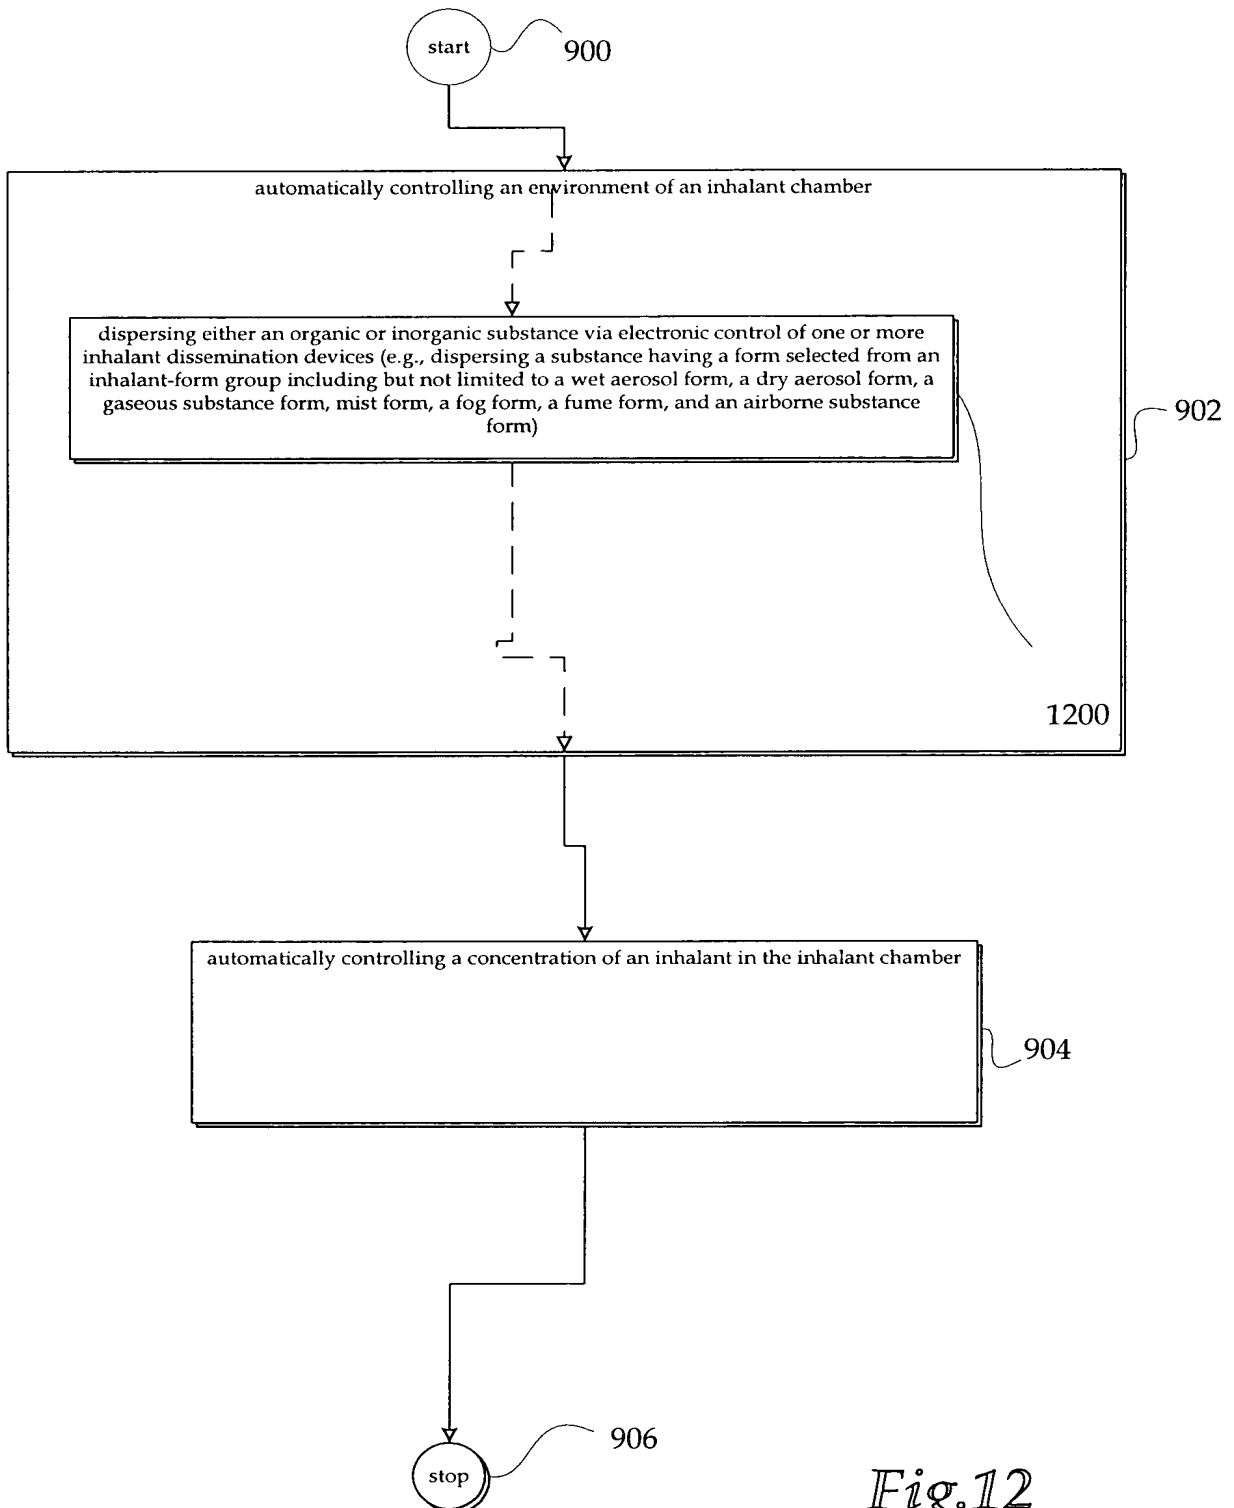 start
900
automatically controlling an environment of an inhalant chamber
dispersing either an organic or inorganic substance via electronic control of one or more
inhalant dissemination devices (e.g., dispersing a substance having a form selected from an
inhalant-form group including but not limited to a wet aerosol form, a dry aerosol form, a
gaseous substance form, mist form, a fog form, a fume form, and an airborne substance
form)
902
1200
automatically controlling a concentration of an inhalant in the inhalant chamber
904
906
stop
Fig.12